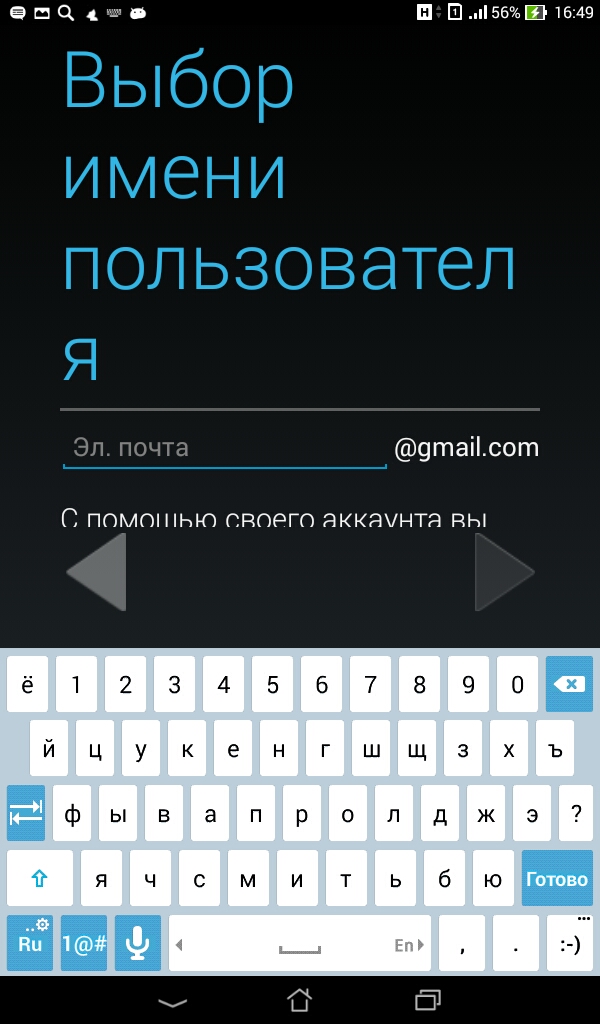 H 1 56% 16:49
Выбор
имени
пользовател
я
Эл. почта @gmail.com
С помощью своего аккаунта вы
ё 1 2 3 4 5 6 7 8 9 0
й ц у к е н г ш щ з х ъ
ф ы в а п р о л д ж э ?
я ч с м и т ь б ю Готово
Ru 1@# En , . :-)